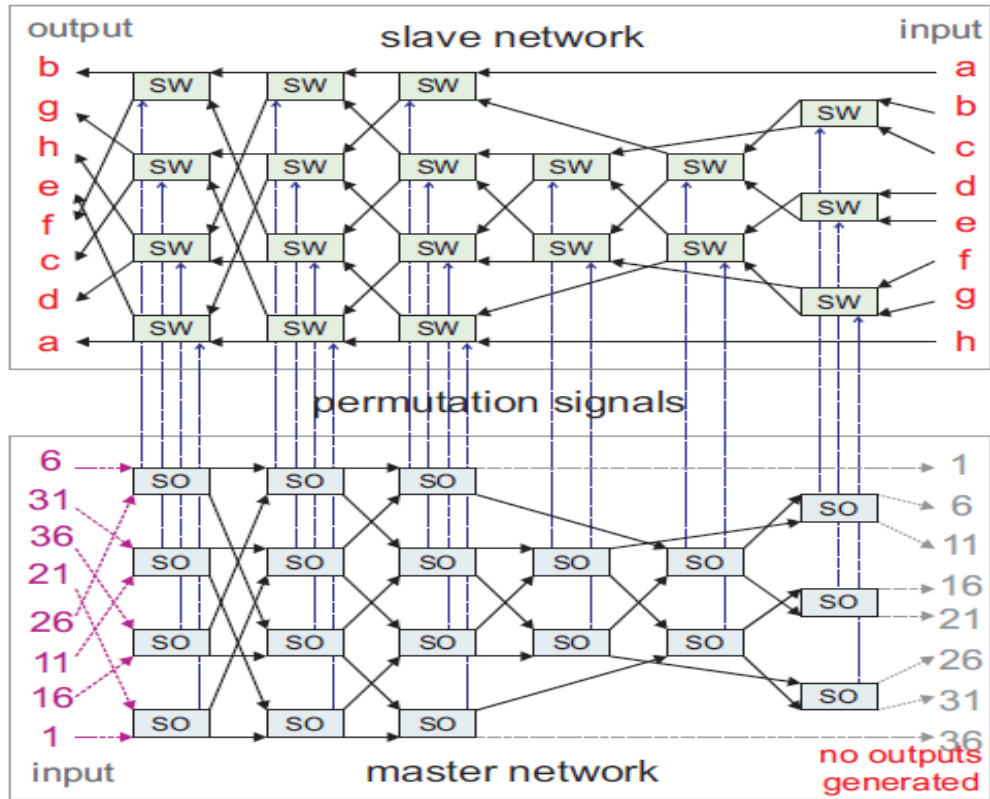 output slave network input
b SW SW SW a
g SW b
h SW SW SW SW SW c
e SW d
f SW SW SW SW SW e
c f
d SW g
a SW SW SW h
permutation signals
6 SO SO SO 1
31 SO 6
36 SO SO SO SO SO 11
21 SO 16
26 21
11 SO SO SO SO SO 26
16 SO 31
1 SO SO SO 36
input master network no outputs
generated